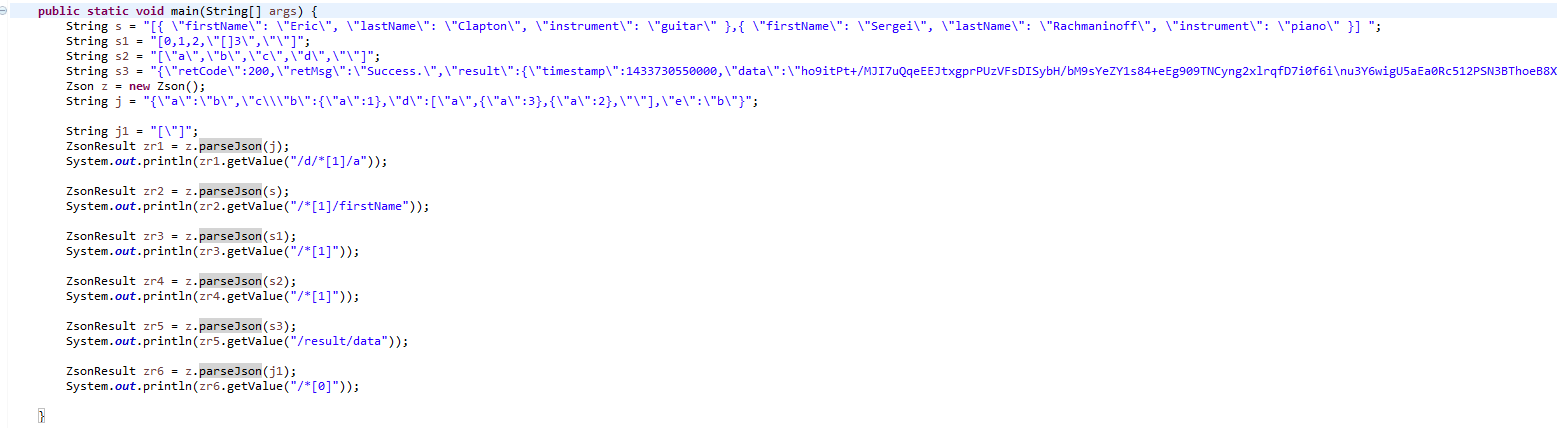 public static void main(String[] args) {
String s = "[{ \"firstName\": \"Eric\", \"lastName\": \"Clapton\", \"instrument\": \"guitar\" },{ \"firstName\": \"Sergei\", \"lastName\": \"Rachmaninoff\", \"instrument\": \"piano\" }] ";
String s1 = "[0,1,2,\"[]3\",\"\"]";
String s2 = "[\"a\",\"b\",\"c\",\"d\",\"\"]";
String s3 = "{\"retCode\":200,\"retMsg\":\"Success.\",\"result\":{\"timestamp\":1433730550000,\"data\":\"ho9itPt+/MJI7uQqeEEJtxgprPUzVFsDISybH/bM9sYeZY1s84+eEg909TNCyng2xlrqfD7i0f6i\nu3Y6wigU5aEa0Rc512PSN3BThoeB8X
Zson z = new Zson();
String j = "{\"a\":\"b\",\"c\\\"b\":{\"a\":1},\"d\":[\"a\",{\"a\":3},{\"a\":2},\"\"],\"e\":\"b\"}";
String j1 = "[\"]";
ZsonResult zr1 = z.parseJson(j);
System.out.println(zr1.getValue("/d/*[1]/a"));
ZsonResult zr2 = z.parseJson(s);
System.out.println(zr2.getValue("/*[1]/firstName"));
ZsonResult zr3 = z.parseJson(s1);
System.out.println(zr3.getValue("/*[1]"));
ZsonResult zr4 = z.parseJson(s2);
System.out.println(zr4.getValue("/*[1]"));
ZsonResult zr5 = z.parseJson(s3);
System.out.println(zr5.getValue("/result/data"));
ZsonResult zr6 = z.parseJson(j1);
System.out.println(zr6.getValue("/*[0]"));
}